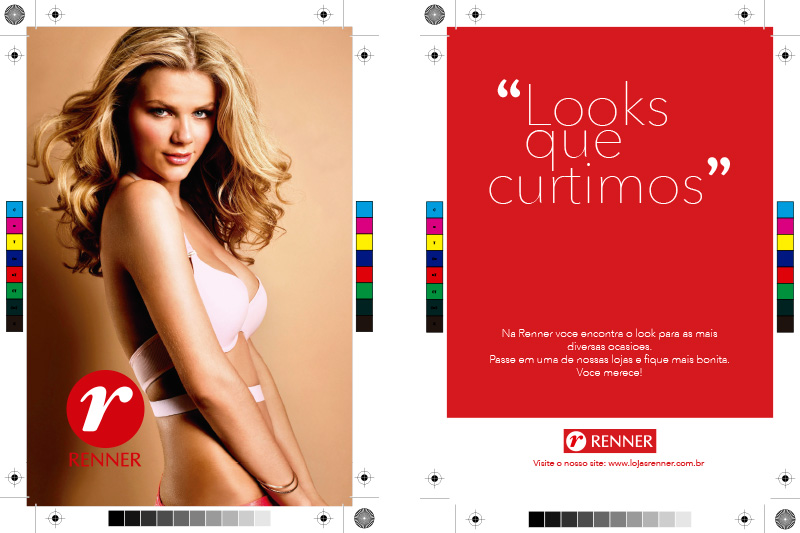 RENNER
“Looks
que
curtimos”
Na Renner voce encontra o look para as mais
diversas ocasioes.
Passe em uma de nossas lojas e fique mais bonita.
Voce merece!
r RENNER
Visite o nosso site: www.lojasrenner.com.br